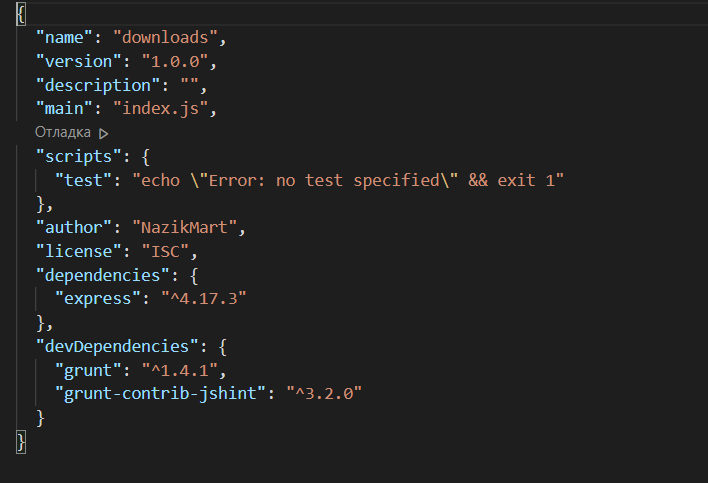 {
"name": "downloads",
"version": "1.0.0",
"description": "",
"main": "index.js",
Отладка
"scripts": {
"test": "echo \"Error: no test specified\" && exit 1"
},
"author": "NazikMart",
"license": "ISC",
"dependencies": {
"express": "^4.17.3"
},
"devDependencies": {
"grunt": "^1.4.1",
"grunt-contrib-jshint": "^3.2.0"
}
}